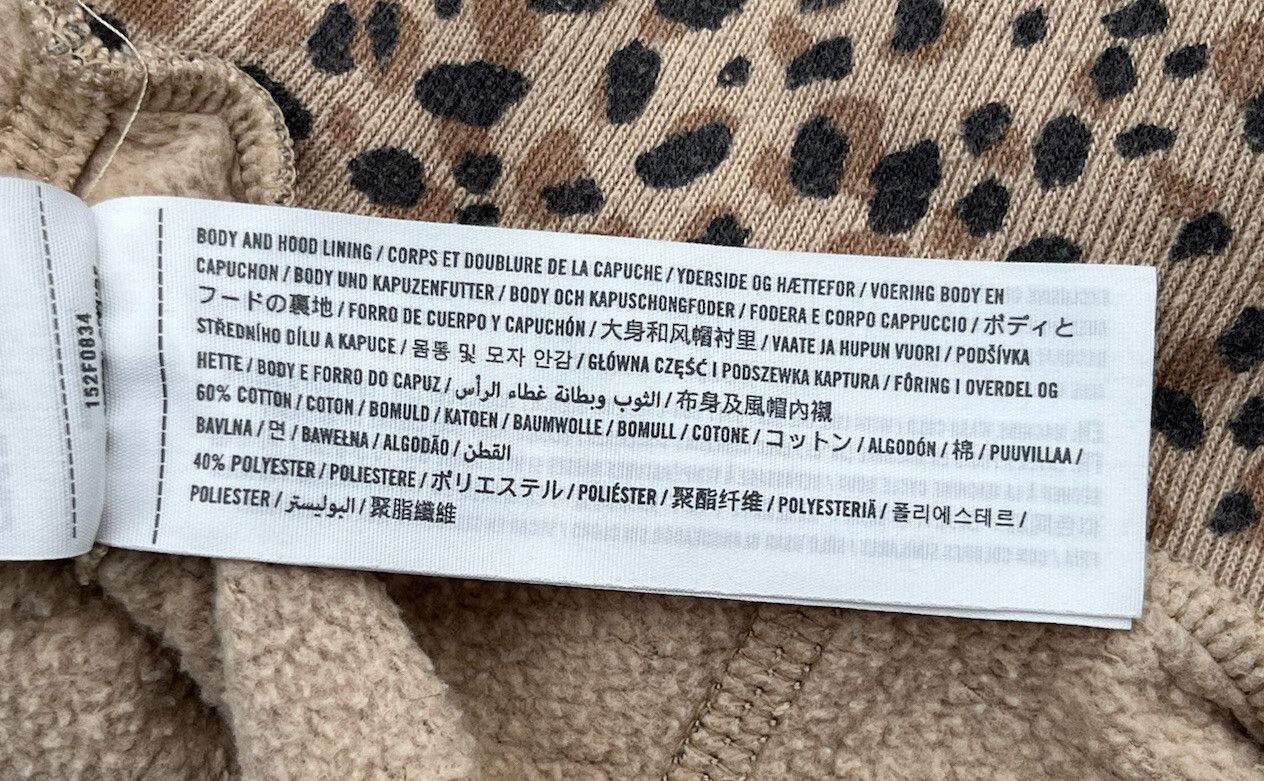 BODY AND HOOD LINING / CORPS ET DOUBLURE DE LA CAPUCHE / YDERSIDE OG HÆTTEFOR / VOERING BODY EN
CAPUCHON / BODY UND KAPUZENFUTTER / BODY OCH KAPUSCHONGFODER / FODERA E CORPO CAPPUCCIO / ボディと
フードの裏地 / FORRO DE CUERPO Y CAPUCHÓN / 大身和风帽衬里 / VAATE JA HUPUN VUORI / PODŠÍVKA
STŘEDNÍHO DÍLU A KAPUCE / 몸통 및 모자 안감 / GŁÓWNA CZĘŚĆ I PODSZEWKA KAPTURA / FÔRING I OVERDEL OG
HETTE / BODY E FORRO DO CAPUZ / الثوب وبطانة غطاء الرأس / 布身及風帽內襯
60% COTTON / COTON / BOMULD / KATOEN / BAUMWOLLE / BOMULL / COTONE / コットン / ALGODÓN / 棉 / PUUVILLAA /
BAVLNA / 면 / BAWEŁNA / ALGODÃO / القطن
40% POLYESTER / POLIESTERE / ポリエステル / POLIÉSTER / 聚酯纤维 / POLYESTERIÄ / 폴리에스테르 /
POLIESTER / البوليستر / 聚脂纖維
152F0834